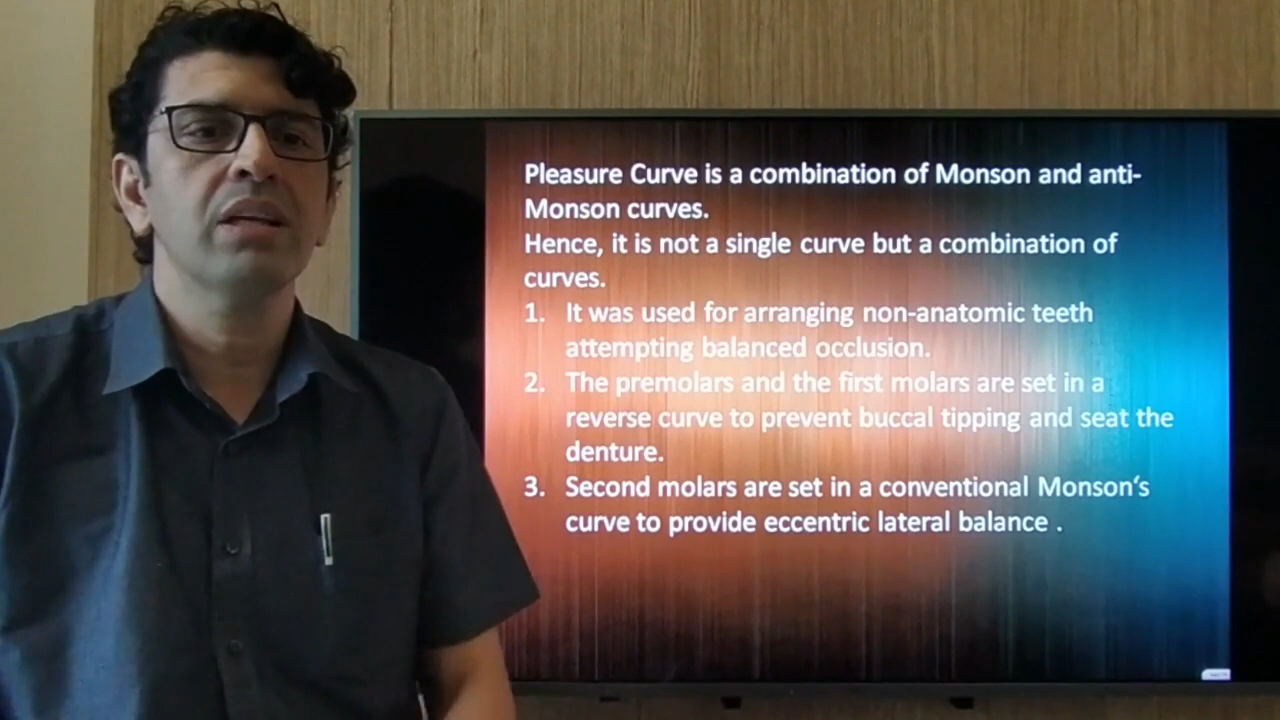 Pleasure Curve is a combination of Monson and anti-
Monson curves.
Hence, it is not a single curve but a combination of
curves.
1. It was used for arranging non-anatomic teeth
attempting balanced occlusion.
2. The premolars and the first molars are set in a
reverse curve to prevent buccal tipping and seat the
denture.
3. Second molars are set in a conventional Monson‘s
curve to provide eccentric lateral balance .